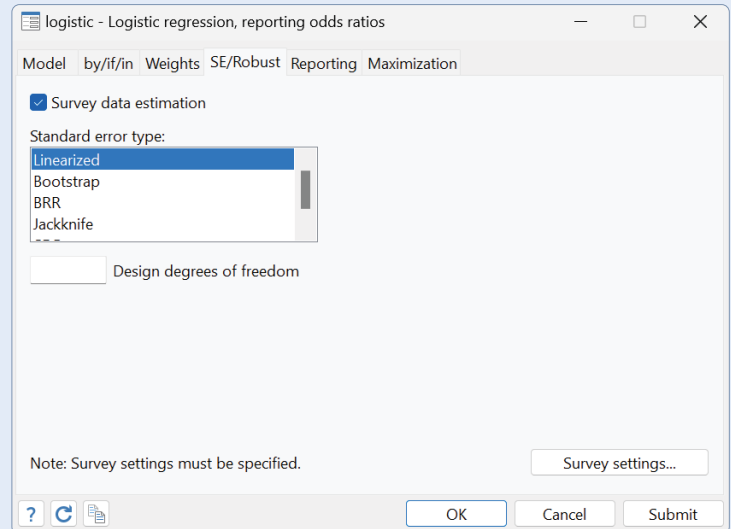 logistic - Logistic regression, reporting odds ratios
Model by/if/in Weights SE/Robust Reporting Maximization
Survey data estimation
Standard error type:
Linearized
Bootstrap
BRR
Jackknife
Design degrees of freedom
Note: Survey settings must be specified.
Survey settings...
? OK Cancel Submit